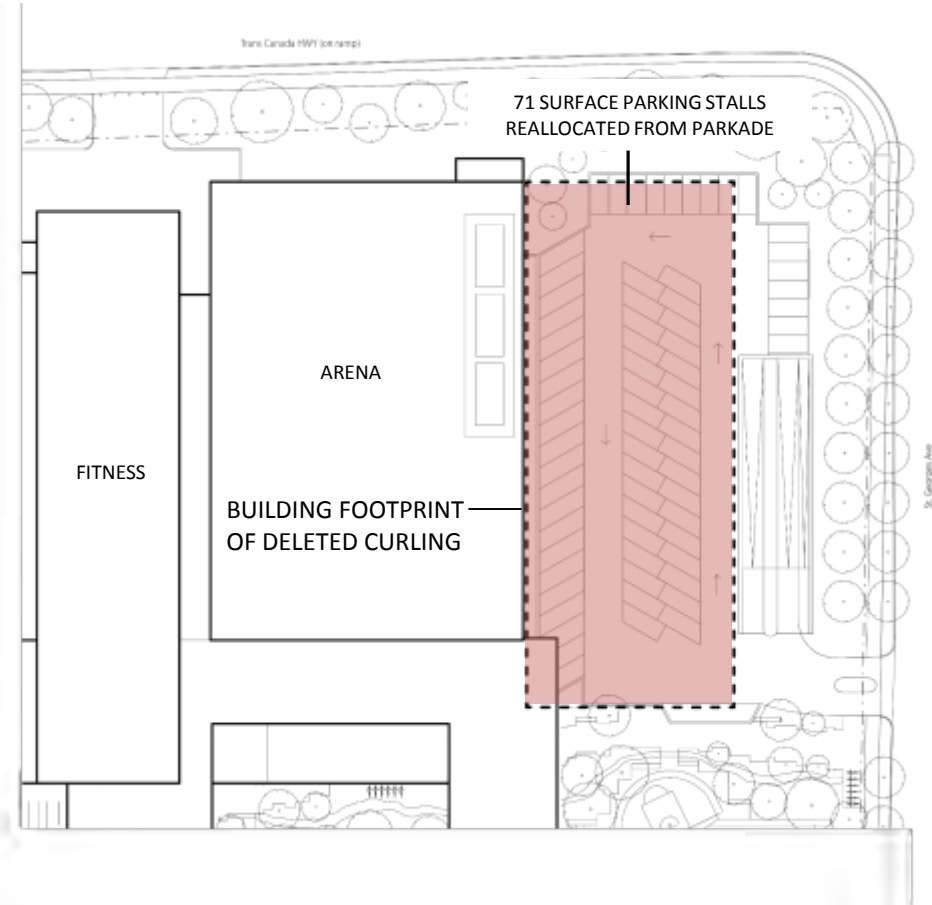 Trans Canada HWY (on ramp)
71 SURFACE PARKING STALLS
REALLOCATED FROM PARKADE
ARENA
FITNESS
BUILDING FOOTPRINT
OF DELETED CURLING
St. Georges Ave